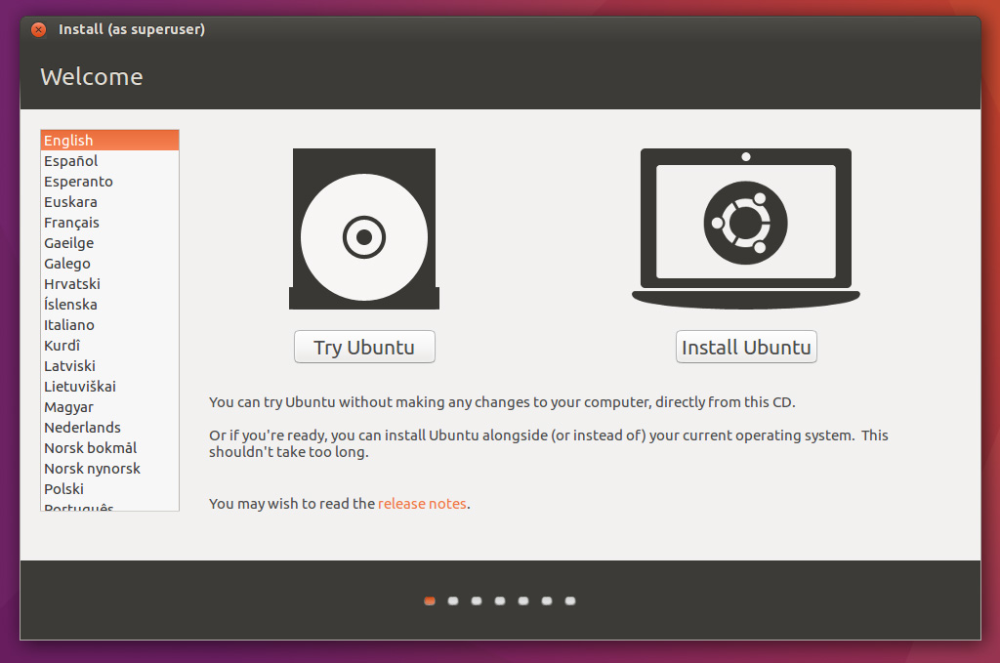 Install (as superuser)
Welcome
English
Español
Esperanto
Euskara
Français
Gaeilge
Galego
Hrvatski
Íslenska
Italiano
Kurdî
Latviski
Lietuviškai
Magyar
Nederlands
Norsk bokmål
Norsk nynorsk
Polski
Português
Try Ubuntu
Install Ubuntu
You can try Ubuntu without making any changes to your computer, directly from this CD.
Or if you're ready, you can install Ubuntu alongside (or instead of) your current operating system.  This
shouldn't take too long.
You may wish to read the release notes.